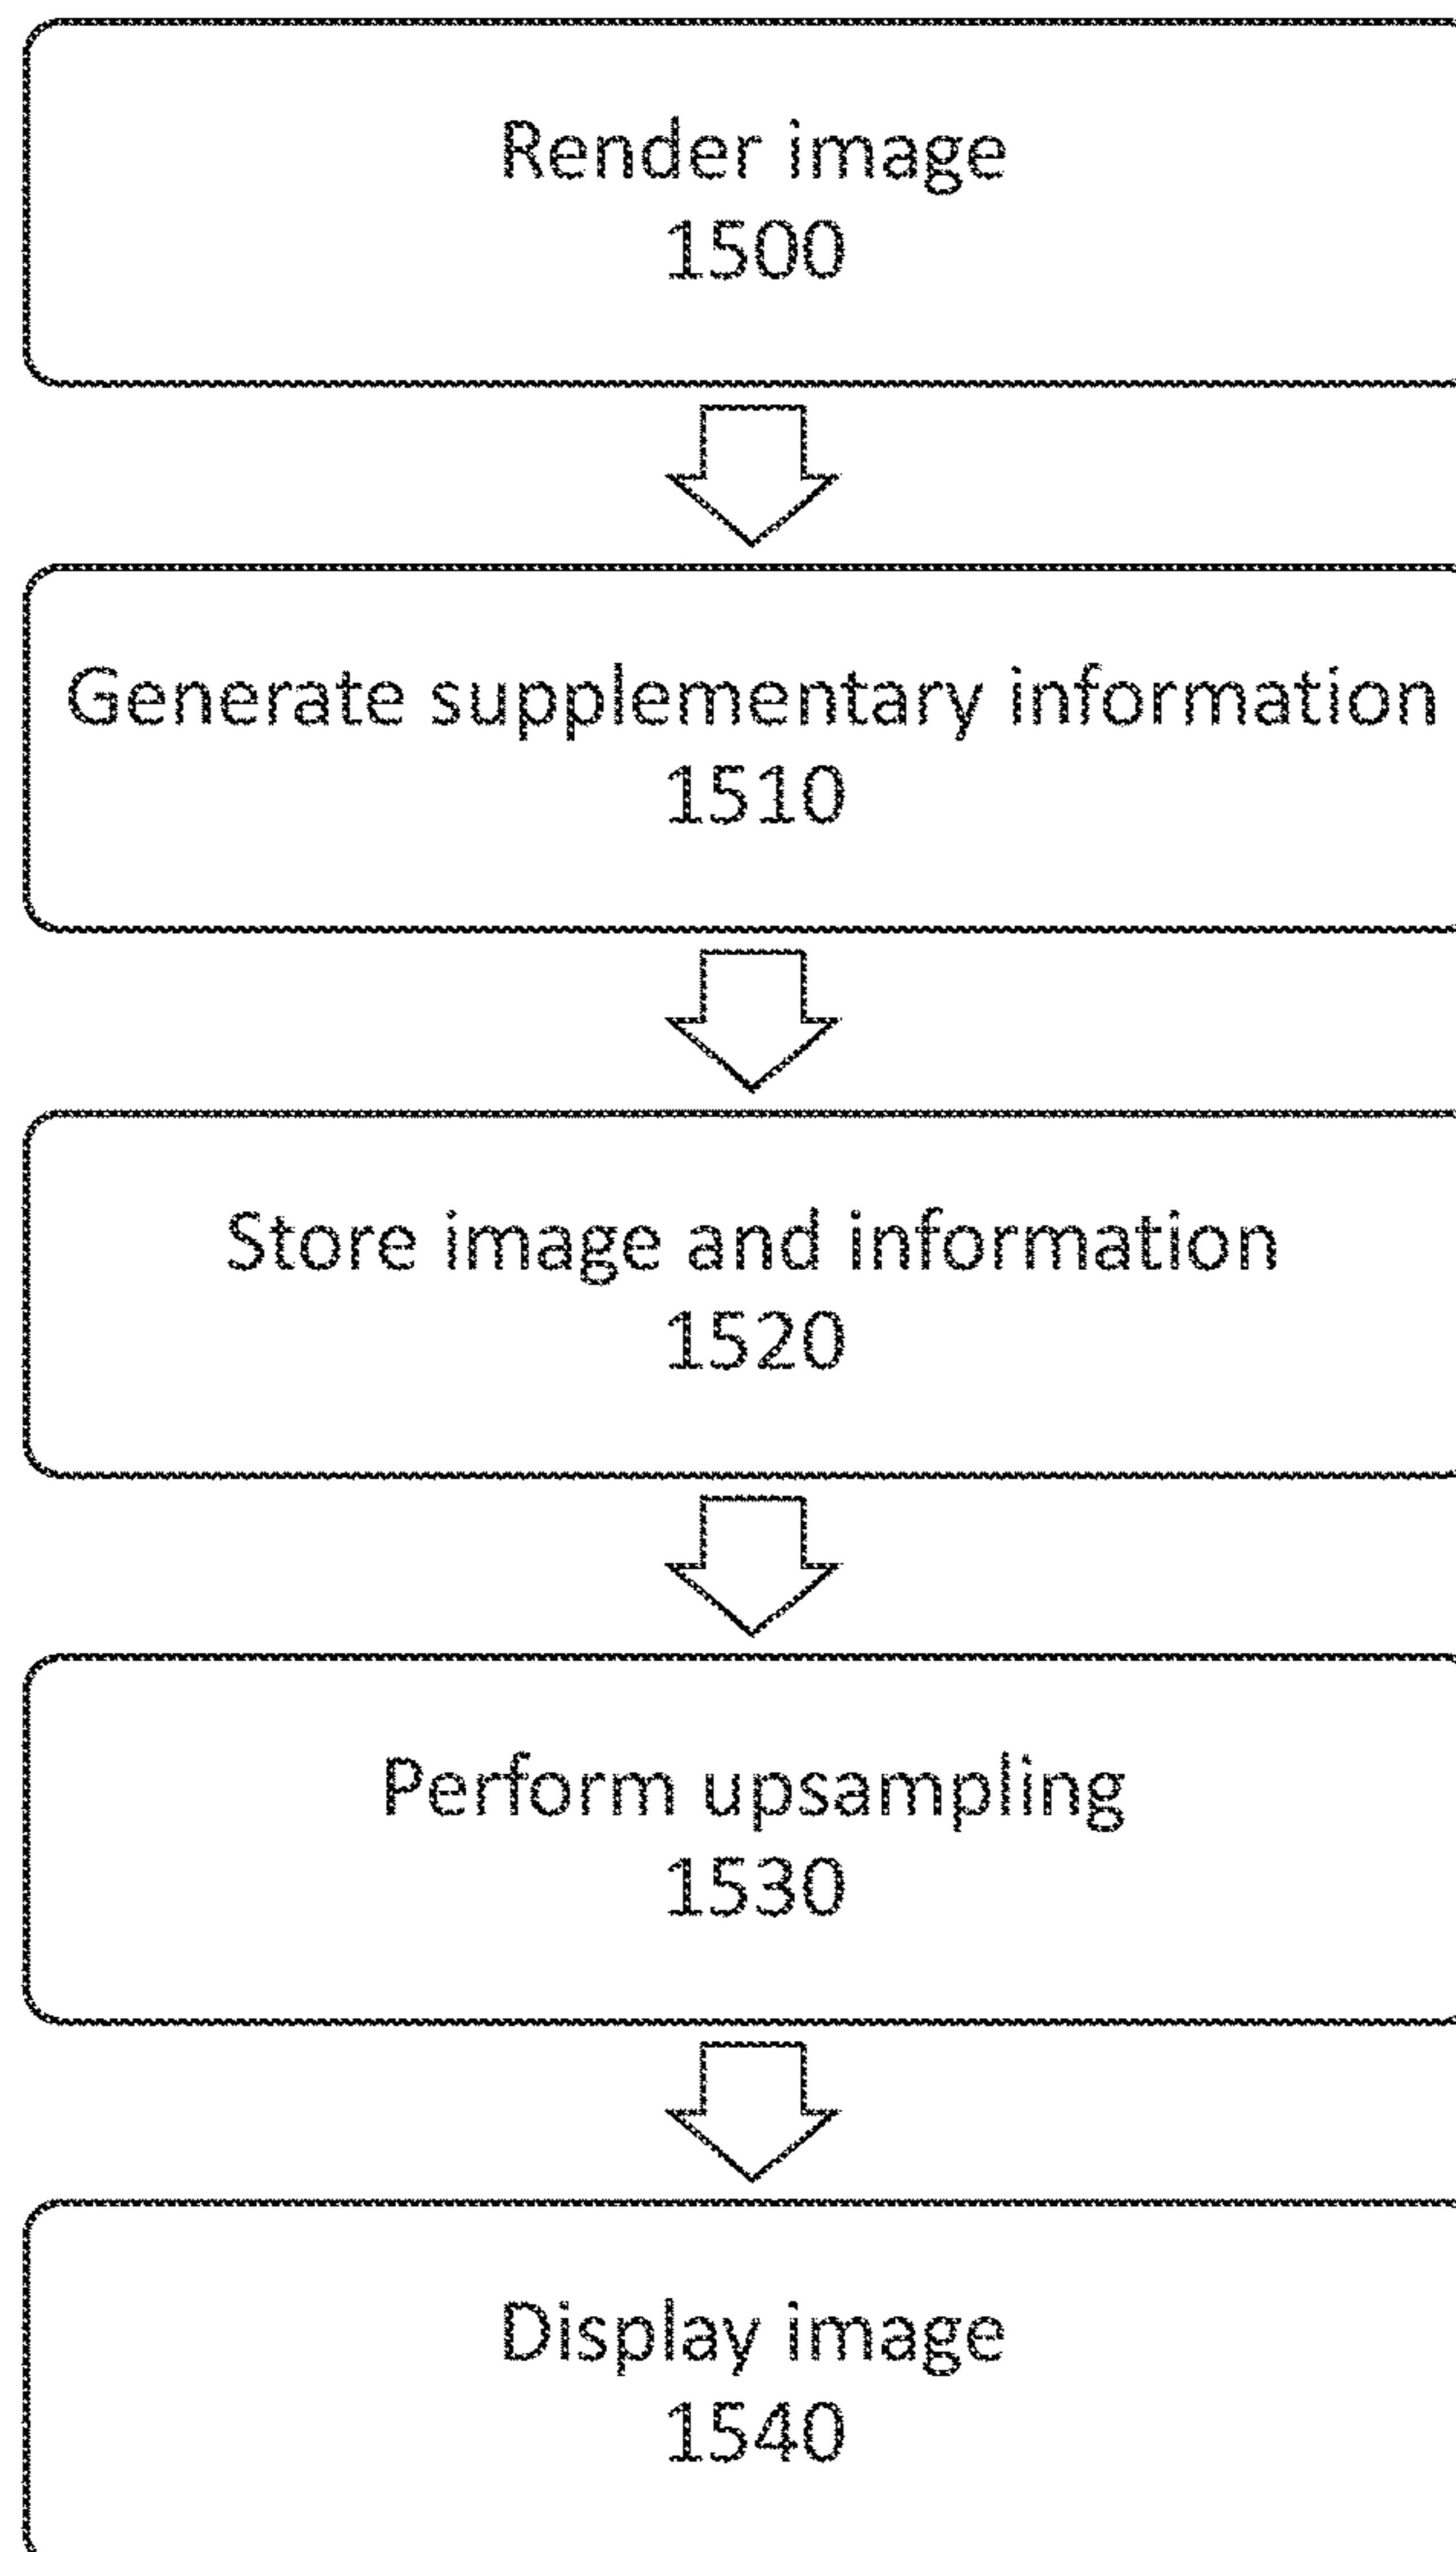 Render image
1500
Generate supplementary information
1510
Store image and information
1520
Perform upsampling
1530
Display image
1540